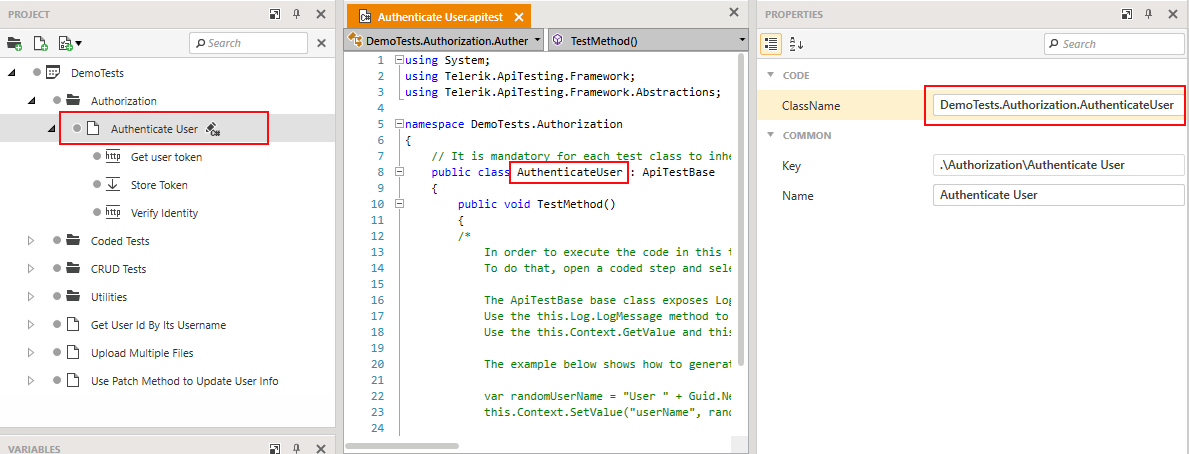 PROJECT
Search
DemoTests
Authorization
Authenticate User
C#
http Get user token
Store Token
http Verify Identity
Coded Tests
CRUD Tests
Utilities
Get User Id By Its Username
Upload Multiple Files
Use Patch Method to Update User Info
VARIABLES
Authenticate User.apitest
DemoTests.Authorization.Auther
TestMethod()
1 using System;
2 using Telerik.ApiTesting.Framework;
3 using Telerik.ApiTesting.Framework.Abstractions;
4
5 namespace DemoTests.Authorization
6 {
7 // It is mandatory for each test class to inhe
8 public class AuthenticateUser : ApiTestBase
9 {
10 public void TestMethod()
11 {
12 /*
13 In order to execute the code in this t
14 To do that, open a coded step and sele
15
16 The ApiTestBase base class exposes Log
17 Use the this.Log.LogMessage method to
18 Use the this.Context.GetValue and this
19
20 The example below shows how to generat
21
22 var randomUserName = "User " + Guid.Ne
23 this.Context.SetValue("userName", rand
24
PROPERTIES
Search
CODE
ClassName DemoTests.Authorization.AuthenticateUser
COMMON
Key .\Authorization\Authenticate User
Name Authenticate User